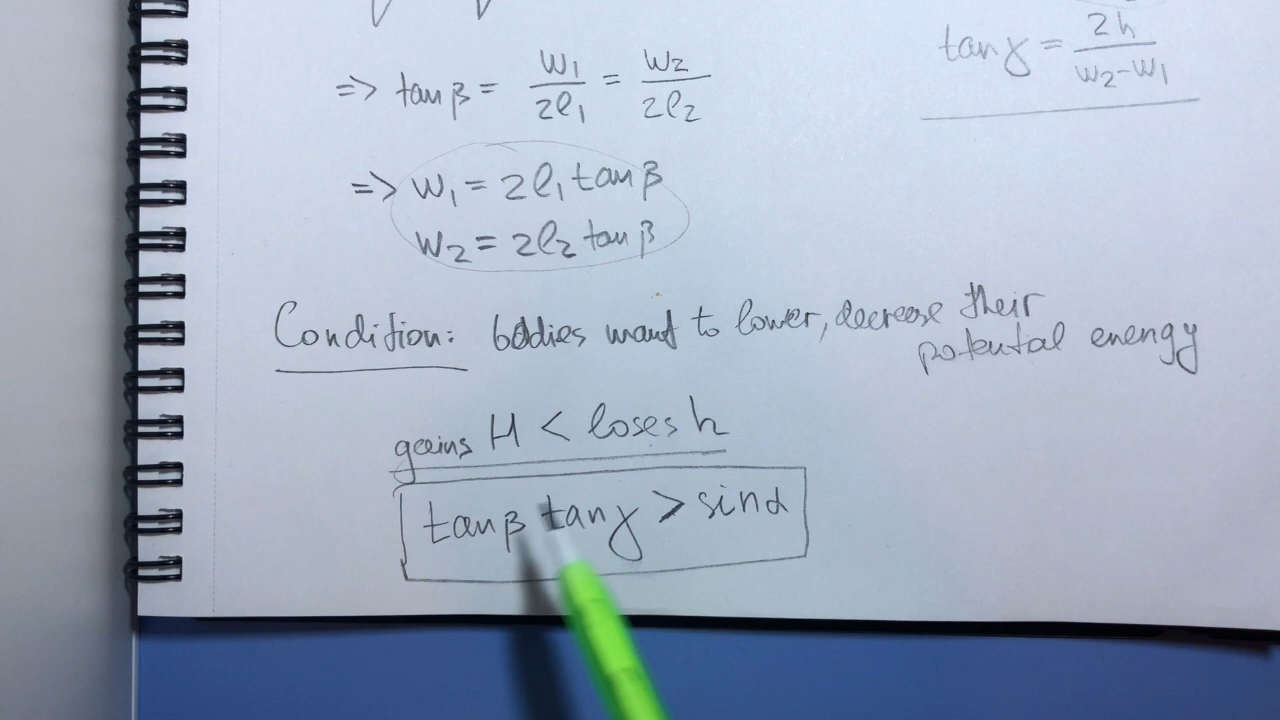 tan γ = 2h / w2-w1
=> tan β = w1 / 2ℓ1 = w2 / 2ℓ2
=> w1 = 2ℓ1 tan β
w2 = 2ℓ2 tan β
Condition: bodies want to lower, decrease their
potential energy
gains H < loses h
tan β tan γ > sin α